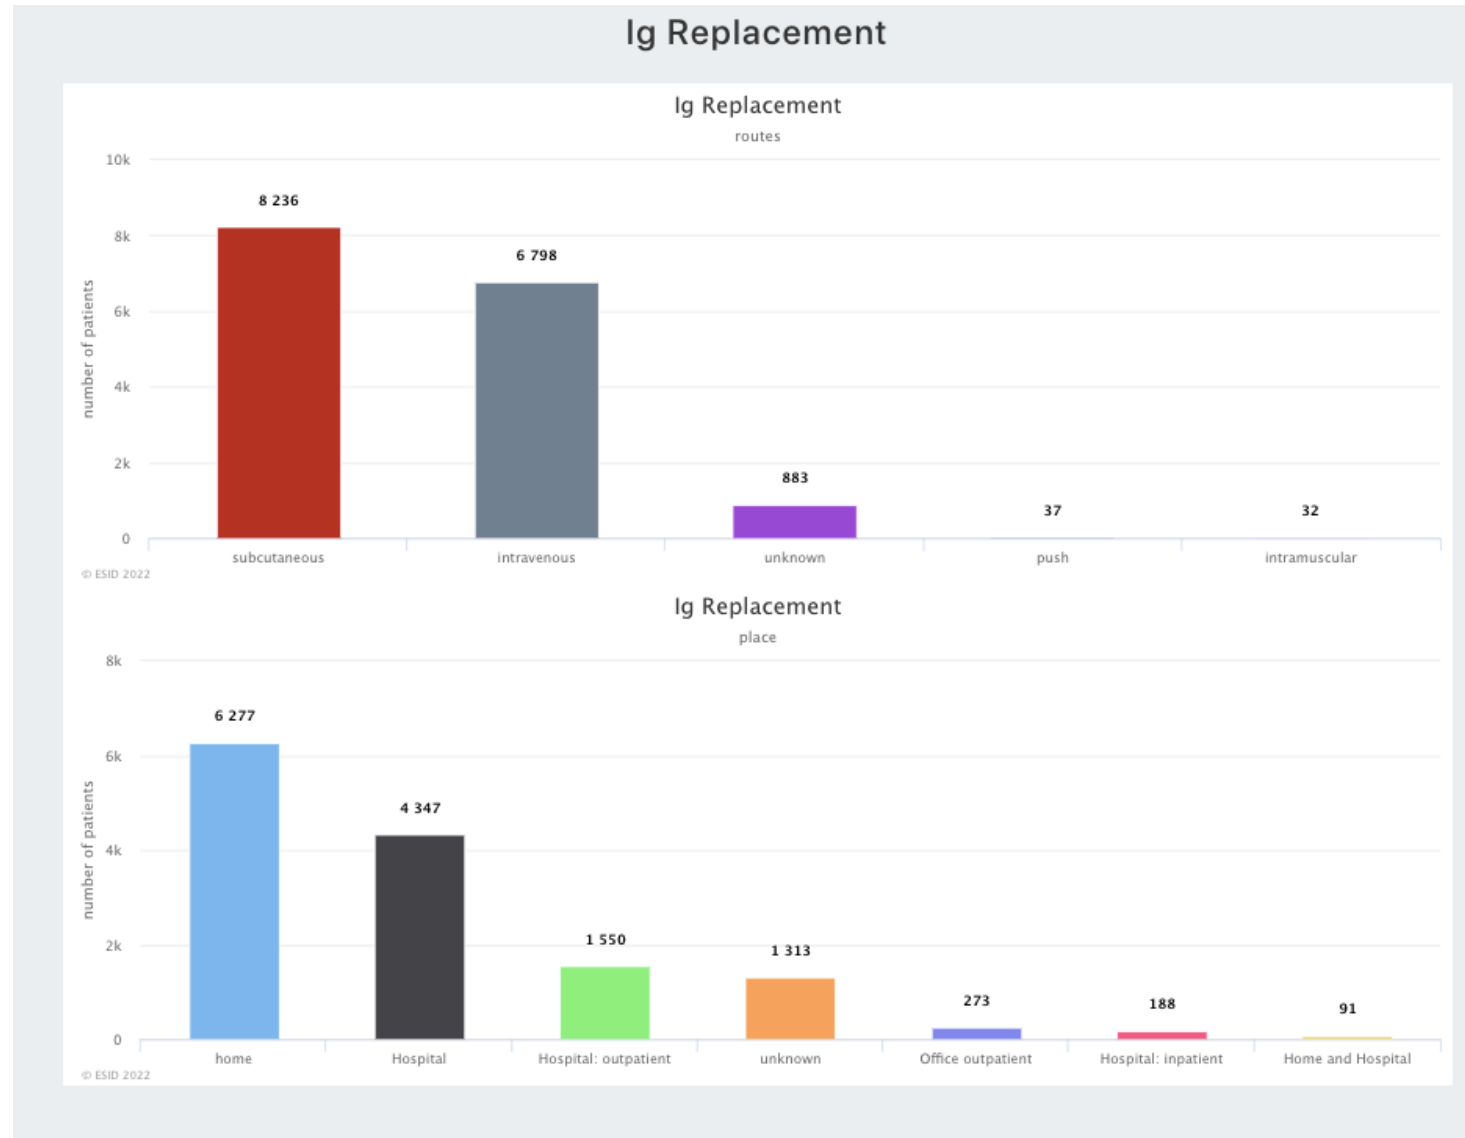 Ig Replacement
Ig Replacement
routes
10k
8k
6k
4k
2k
0
number of patients
8 236
6 798
883
37
32
subcutaneous
intravenous
unknown
push
intramuscular
© ESID 2022
Ig Replacement
place
8k
6k
4k
2k
0
number of patients
6 277
4 347
1 550
1 313
273
188
91
home
Hospital
Hospital: outpatient
unknown
Office outpatient
Hospital: inpatient
Home and Hospital
© ESID 2022